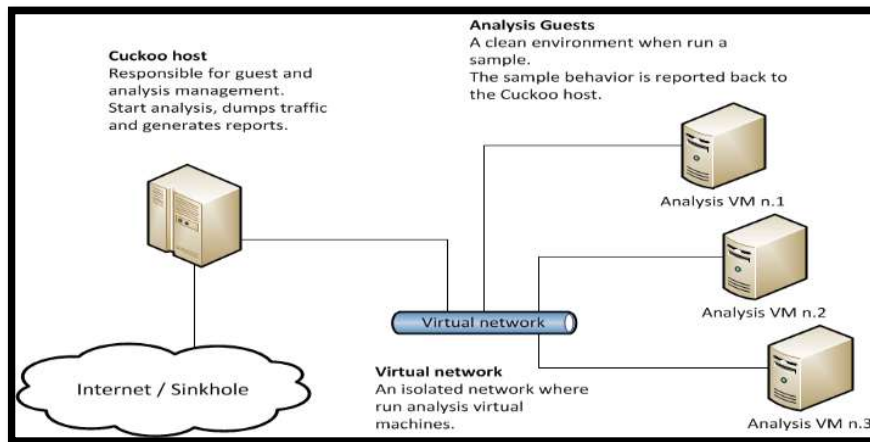 Cuckoo host
Responsible for guest and
analysis management.
Start analysis, dumps traffic
and generates reports.
Analysis Guests
A clean environment when run a
sample.
The sample behavior is reported back to
the Cuckoo host.
Analysis VM n.1
Analysis VM n.2
Virtual network
Internet / Sinkhole
Virtual network
An isolated network where
run analysis virtual
machines.
Analysis VM n.3